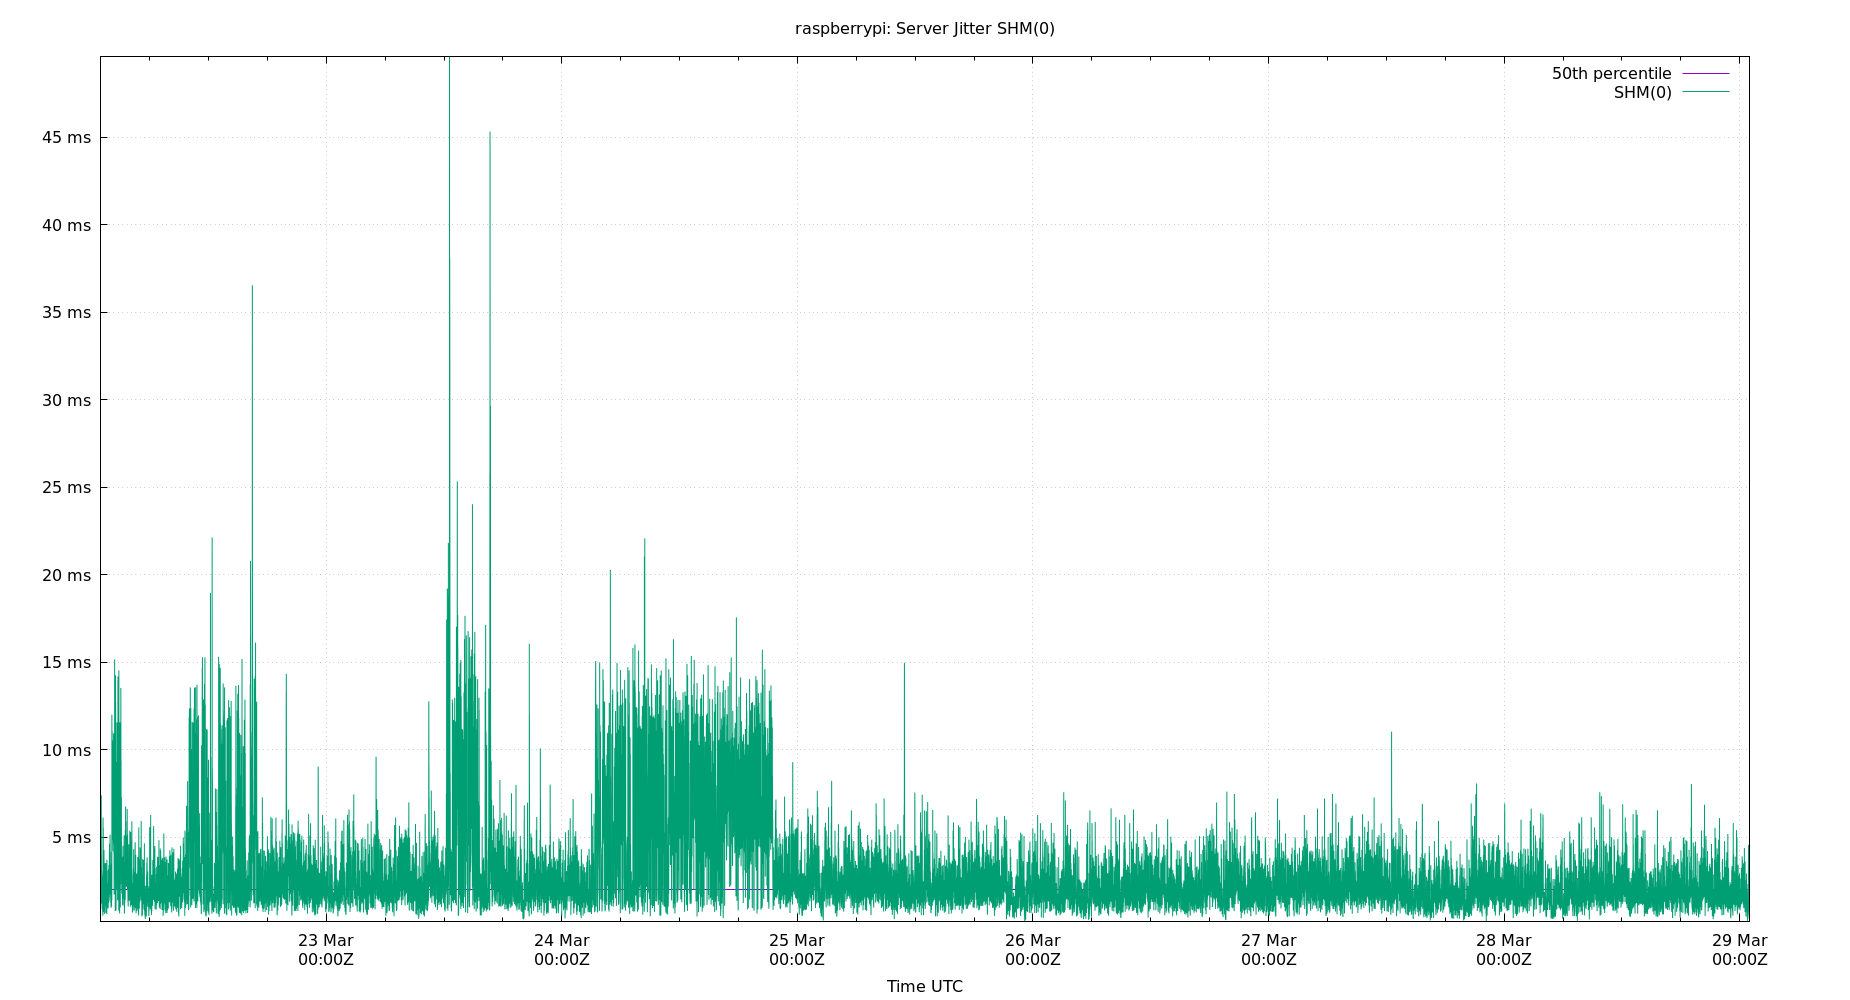 raspberrypi: Server Jitter SHM(0)
50th percentile
SHM(0)
45 ms
40 ms
35 ms
30 ms
25 ms
20 ms
15 ms
10 ms
5 ms
23 Mar 24 Mar 25 Mar 26 Mar 27 Mar 28 Mar 29 Mar
00:00Z 00:00Z 00:00Z 00:00Z 00:00Z 00:00Z 00:00Z
Time UTC